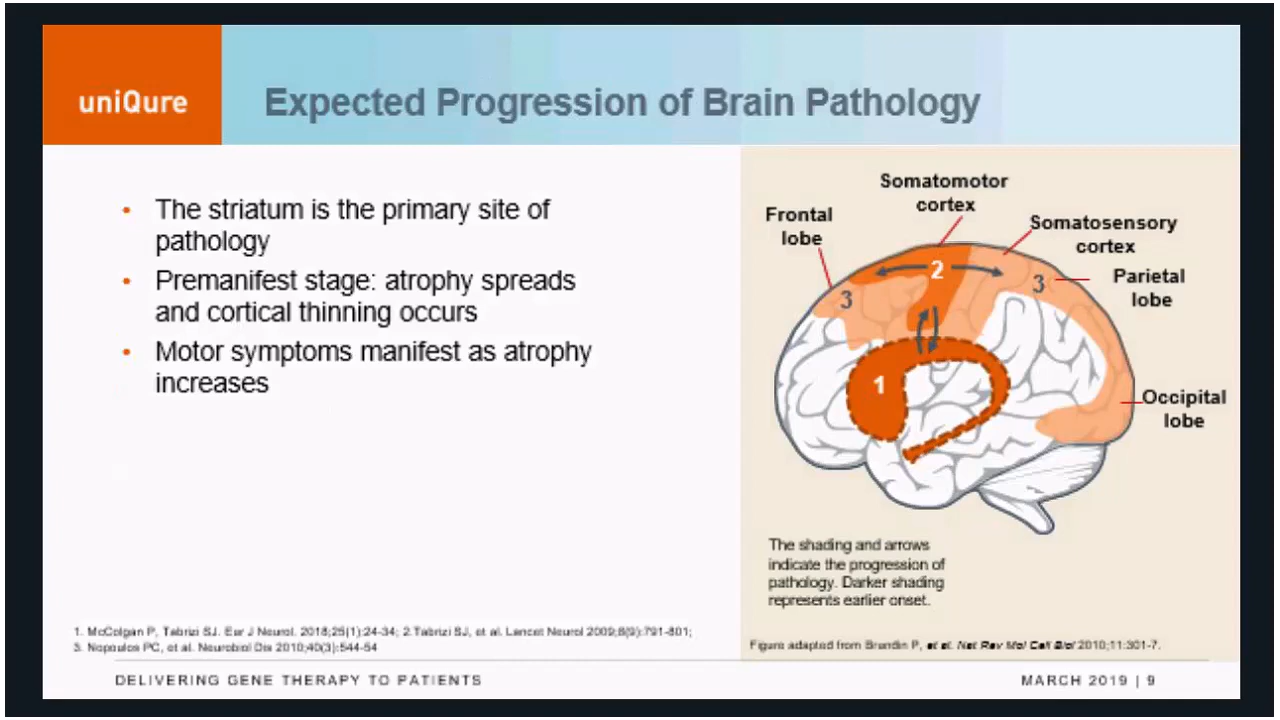 uniQure
Expected Progression of Brain Pathology
• The striatum is the primary site of
pathology
• Premanifest stage: atrophy spreads
and cortical thinning occurs
• Motor symptoms manifest as atrophy
increases
Somatomotor
cortex
Frontal
lobe
Somatosensory
cortex
Parietal
lobe
Occipital
lobe
2
3
3
1
The shading and arrows
indicate the progression of
pathology. Darker shading
represents earlier onset.
1. McColgan P, Tabrizi SJ. Eur J Neurol. 2018;25(1):24-34; 2.Tabrizi SJ, et al. Lancet Neurol 2009;8(9):791-801;
3. Nopoulos PC, et al. Neurobiol Dis 2010;40(3):544-54
Figure adapted from Brundin P, et al. Nat Rev Mol Cell Biol 2010;11:301-7.
DELIVERING GENE THERAPY TO PATIENTS
MARCH 2019 | 9